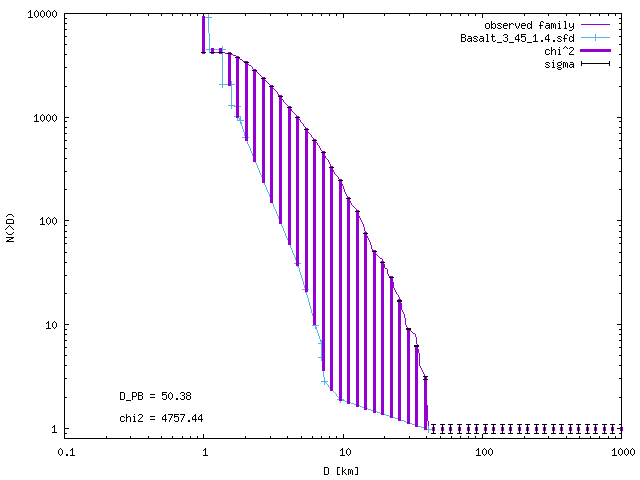 10000
observed family
Basalt_3_45_1.4.sfd
chi^2
sigma
1000
100
N(>D)
10
D_PB = 50.38
chi2 = 4757.44
1
0.1 1 10 100 1000
D [km]